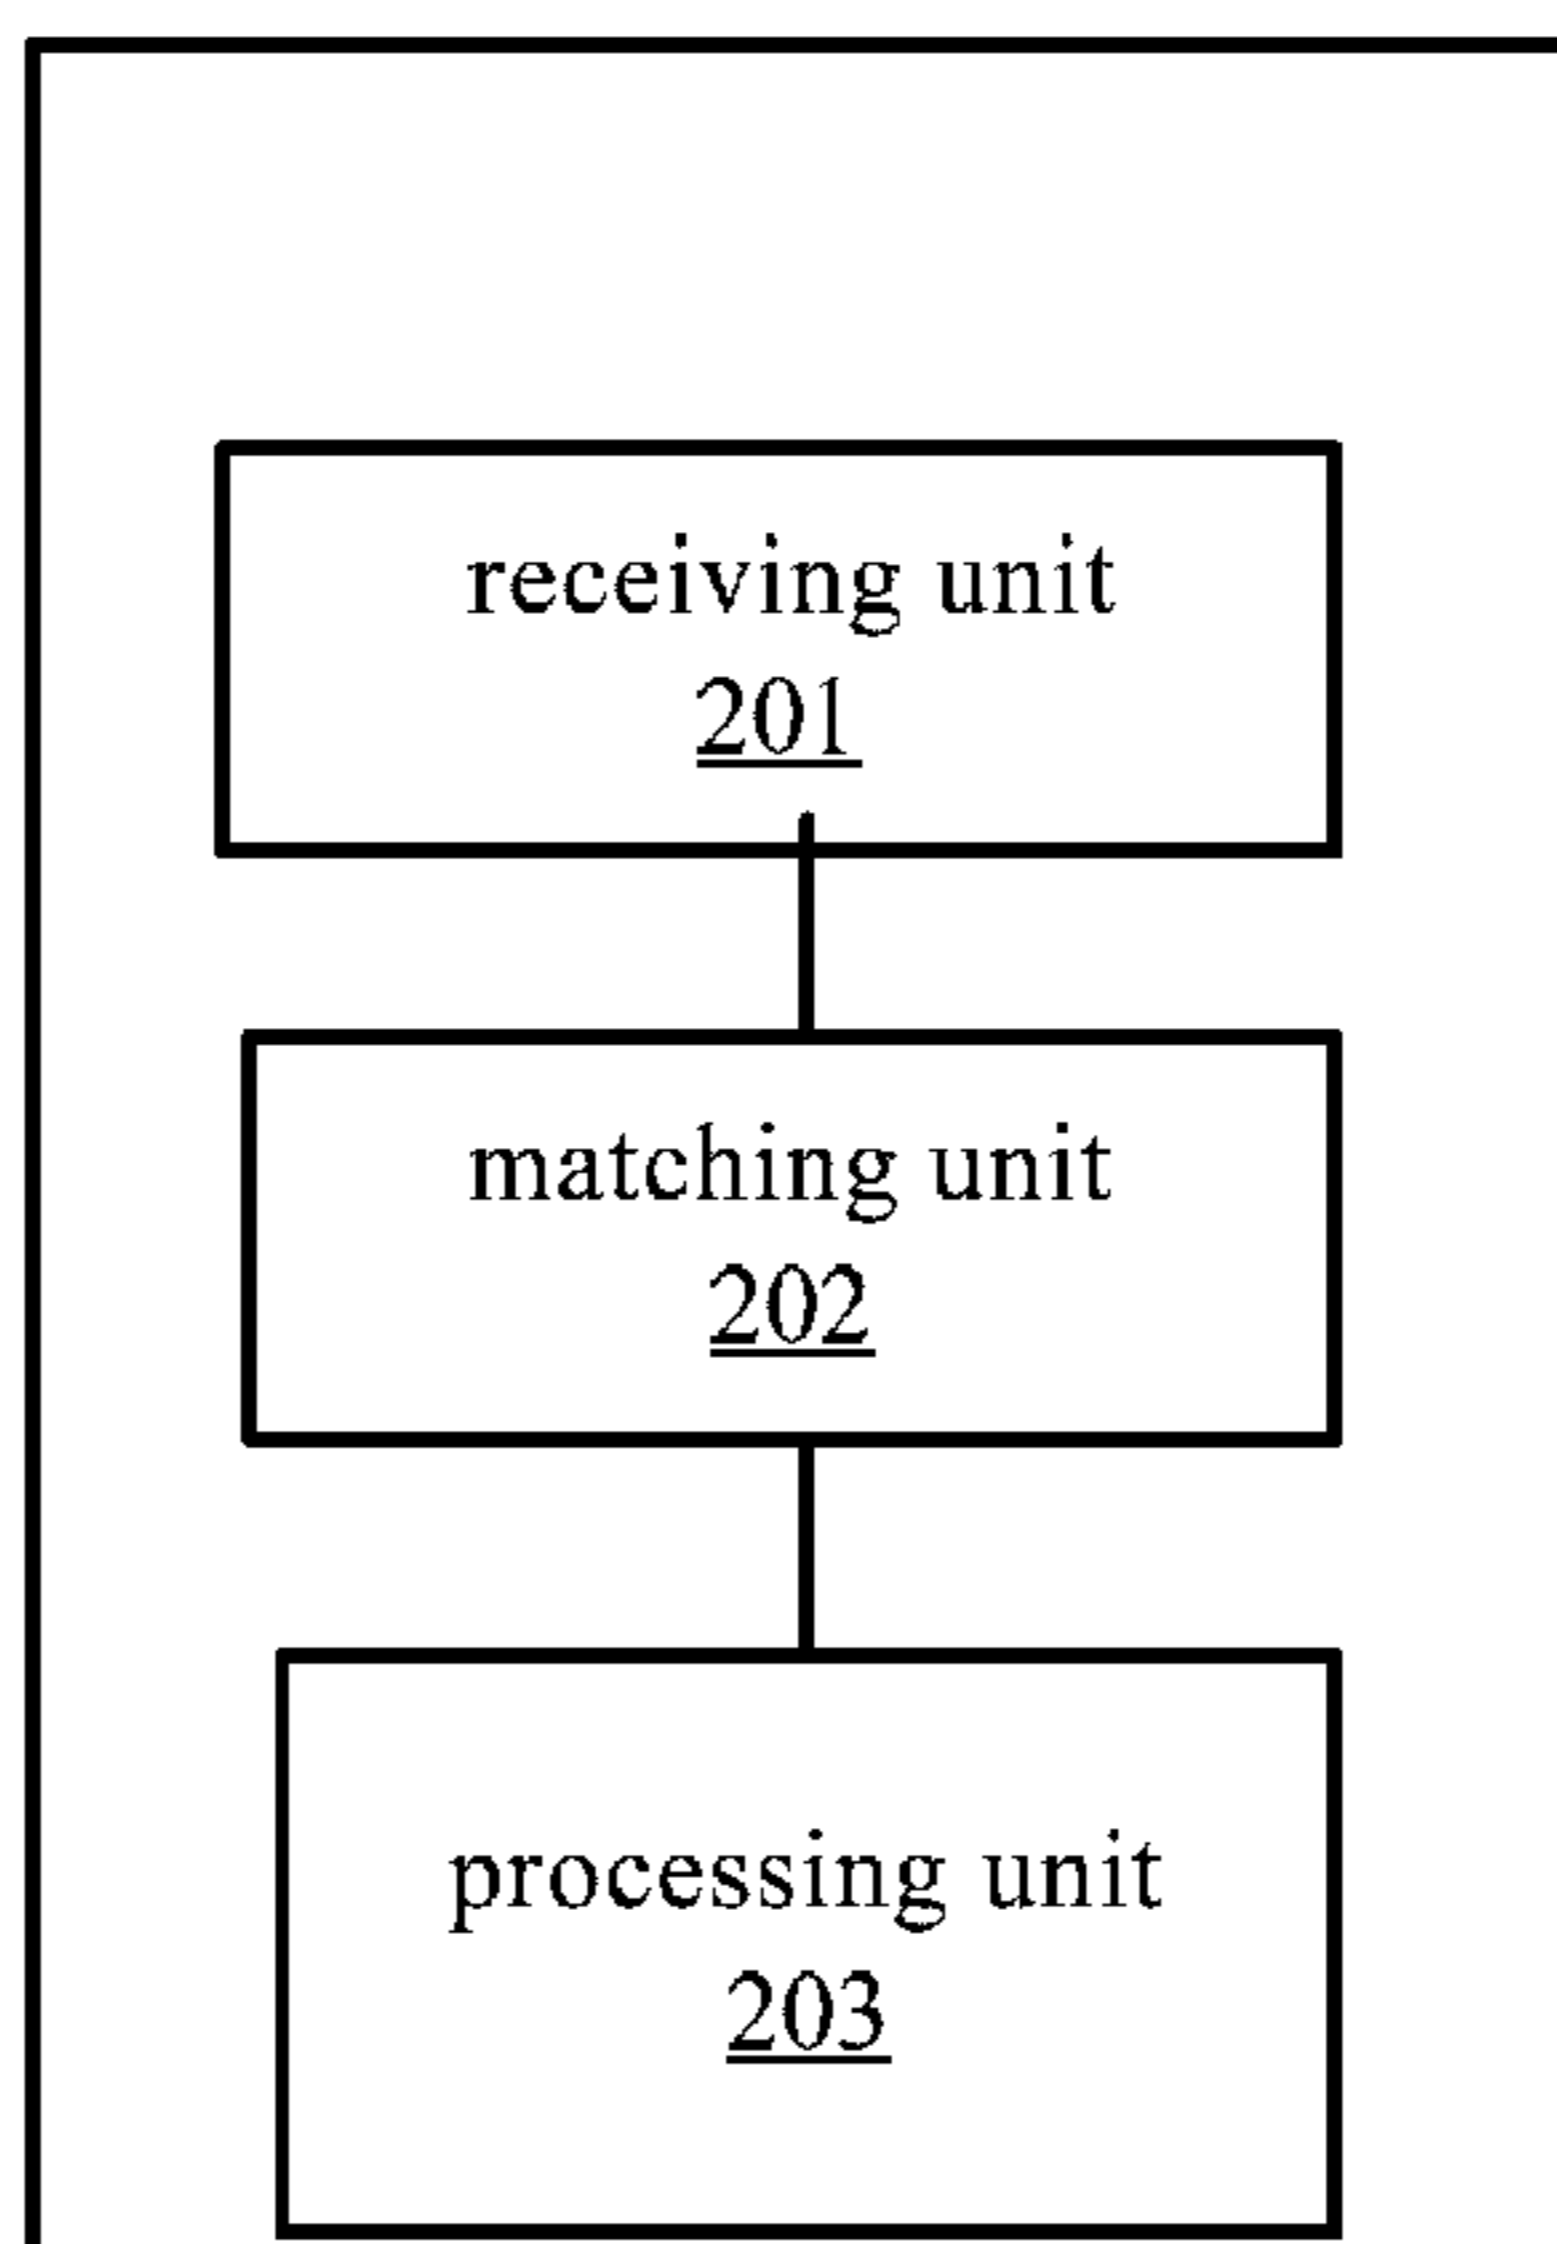 receiving unit
201
matching unit
202
processing unit
203